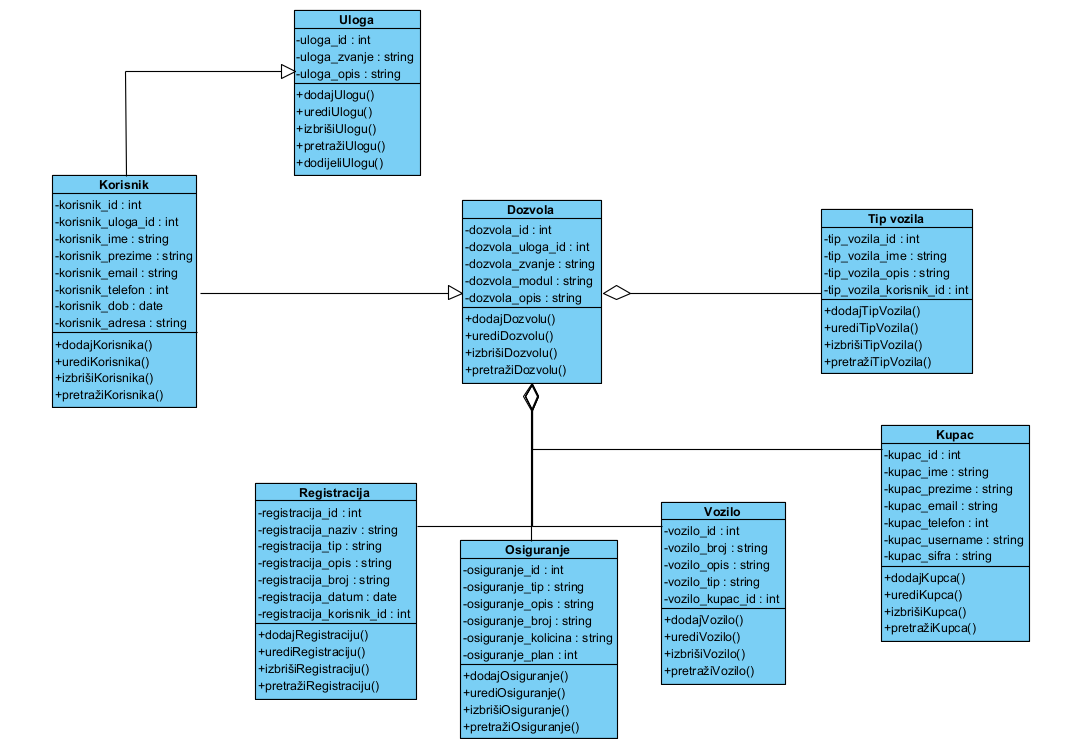 Uloga
-uloga_id : int
-uloga_zvanje : string
-uloga_opis : string
+dodajUlogu()
+urediUlogu()
+izbrišiUlogu()
+pretražiUlogu()
+dodijeliUlogu()
Korisnik
-korisnik_id : int
-korisnik_uloga_id : int
-korisnik_ime : string
-korisnik_prezime : string
-korisnik_email : string
-korisnik_telefon : int
-korisnik_dob : date
-korisnik_adresa : string
+dodajKorisnika()
+urediKorisnika()
+izbrišiKorisnika()
+pretražiKorisnika()
Dozvola
-dozvola_id : int
-dozvola_uloga_id : int
-dozvola_zvanje : string
-dozvola_modul : string
-dozvola_opis : string
+dodajDozvolu()
+urediDozvolu()
+izbrišiDozvolu()
+pretražiDozvolu()
Tip vozila
-tip_vozila_id : int
-tip_vozila_ime : string
-tip_vozila_opis : string
-tip_vozila_korisnik_id : int
+dodajTipVozila()
+urediTipVozila()
+izbrišiTipVozila()
+pretražiTipVozila()
Kupac
-kupac_id : int
-kupac_ime : string
-kupac_prezime : string
-kupac_email : string
-kupac_telefon : int
-kupac_username : string
-kupac_sifra : string
+dodajKupca()
+urediKupca()
+izbrišiKupca()
+pretražiKupca()
Registracija
-registracija_id : int
-registracija_naziv : string
-registracija_tip : string
-registracija_opis : string
-registracija_broj : string
-registracija_datum : date
-registracija_korisnik_id : int
+dodajRegistraciju()
+urediRegistraciju()
+izbrišiRegistraciju()
+pretražiRegistraciju()
Osiguranje
-osiguranje_id : int
-osiguranje_tip : string
-osiguranje_opis : string
-osiguranje_broj : string
-osiguranje_kolicina : string
-osiguranje_plan : int
+dodajOsiguranje()
+urediOsiguranje()
+izbrišiOsiguranje()
+pretražiOsiguranje()
Vozilo
-vozilo_id : int
-vozilo_broj : string
-vozilo_opis : string
-vozilo_tip : string
-vozilo_kupac_id : int
+dodajVozilo()
+urediVozilo()
+izbrišiVozilo()
+pretražiVozilo()